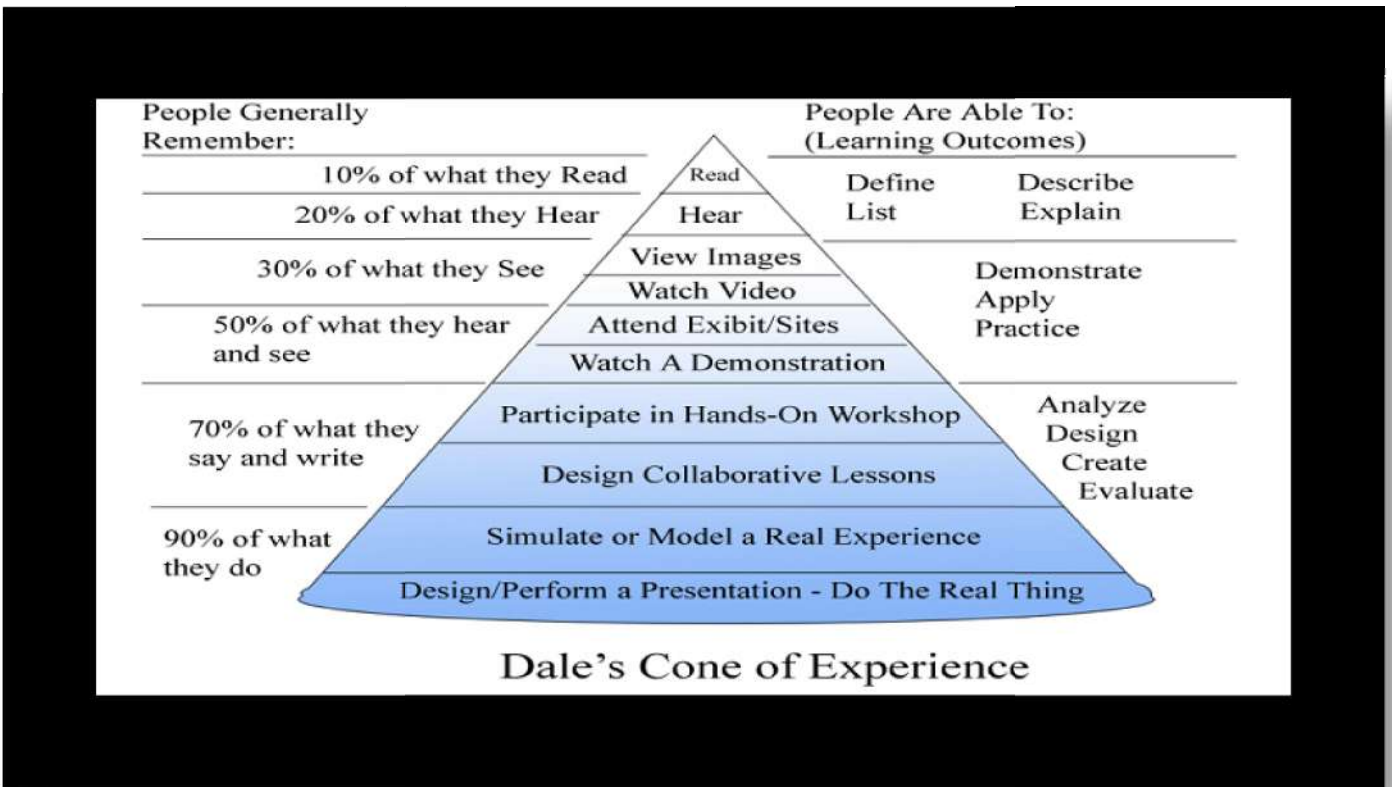 People Generally
Remember:
10% of what they Read
20% of what they Hear
30% of what they See
50% of what they hear
and see
70% of what they
say and write
90% of what
they do
Read
Hear
View Images
Watch Video
Attend Exibit/Sites
Watch A Demonstration
Participate in Hands-On Workshop
Design Collaborative Lessons
Simulate or Model a Real Experience
Design/Perform a Presentation - Do The Real Thing
People Are Able To:
(Learning Outcomes)
Define Describe
List Explain
Demonstrate
Apply
Practice
Analyze
Design
Create
Evaluate
Dale's Cone of Experience